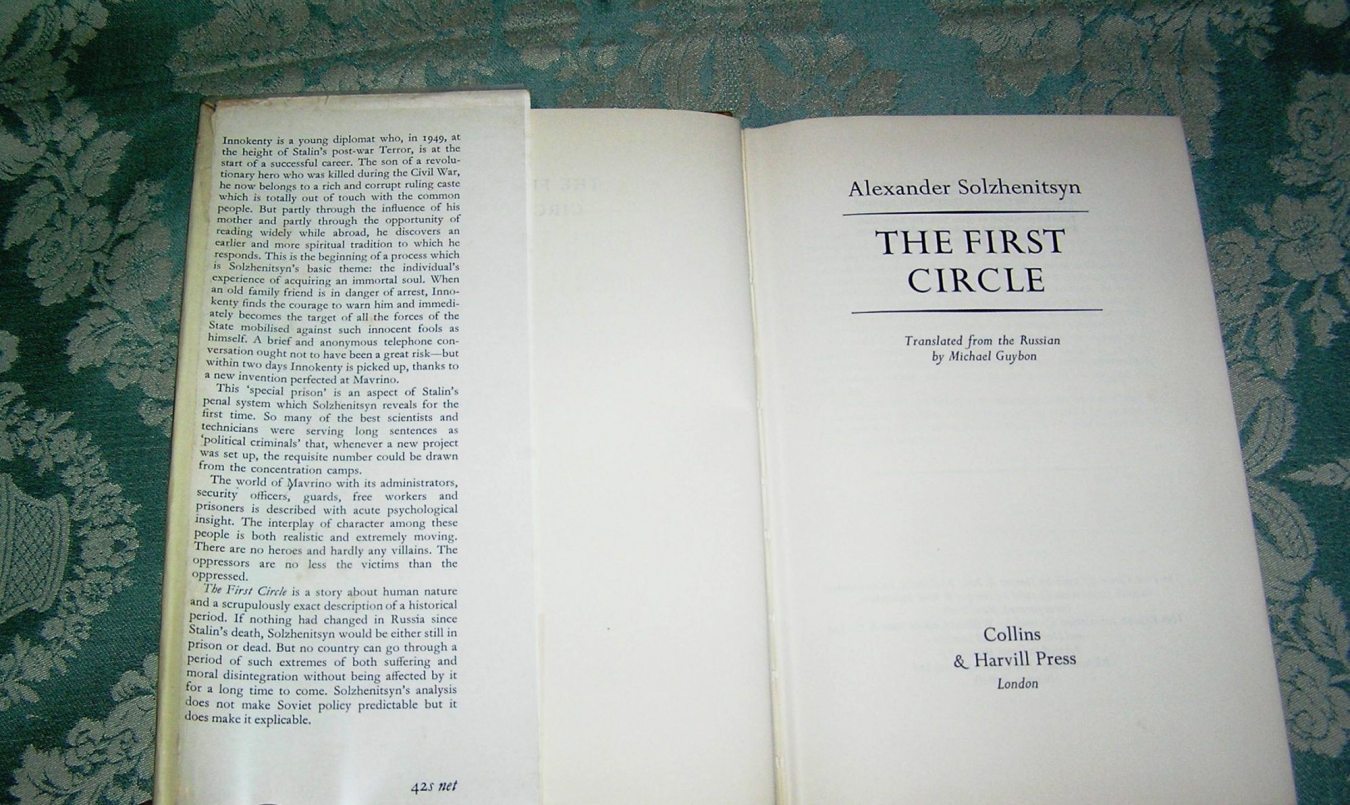 Innokenty is a young diplomat who, in 1949, at
the height of Stalin's post-war Terror, is at the
start of a successful career. The son of a revolu-
tionary hero who was killed during the Civil War,
he now belongs to a rich and corrupt ruling caste
which is totally out of touch with the common
people. But partly through the influence of his
mother and partly through the opportunity of
reading widely while abroad, he discovers an
earlier and more spiritual tradition to which he
responds. This is the beginning of a process which
is Solzhenitsyn's basic theme: the individual's
experience of acquiring an immortal soul. When
an old family friend is in danger of arrest, Inno-
kenty finds the courage to warn him and immedi-
ately becomes the target of all the forces of the
State mobilised against such innocent fools as
himself. A brief and anonymous telephone con-
versation ought not to have been a great risk—but
within two days Innokenty is picked up, thanks to
a new invention perfected at Mavrino.
This 'special prison' is an aspect of Stalin's
penal system which Solzhenitsyn reveals for the
first time. So many of the best scientists and
technicians were serving long sentences as
'political criminals' that, whenever a new project
was set up, the requisite number could be drawn
from the concentration camps.
The world of Mavrino with its administrators,
security officers, guards, free workers and
prisoners is described with acute psychological
insight. The interplay of character among these
people is both realistic and extremely moving.
There are no heroes and hardly any villains. The
oppressors are no less the victims than the
oppressed.
The First Circle is a story about human nature
and a scrupulously exact description of a historical
period. If nothing had changed in Russia since
Stalin's death, Solzhenitsyn would be either still in
prison or dead. But no country can go through a
period of such extremes of both suffering and
moral disintegration without being affected by it
for a long time to come. Solzhenitsyn's analysis
does not make Soviet policy predictable but it
does make it explicable.
42s net
Alexander Solzhenitsyn
THE FIRST
CIRCLE
Translated from the Russian
by Michael Guybon
Collins
& Harvill Press
London